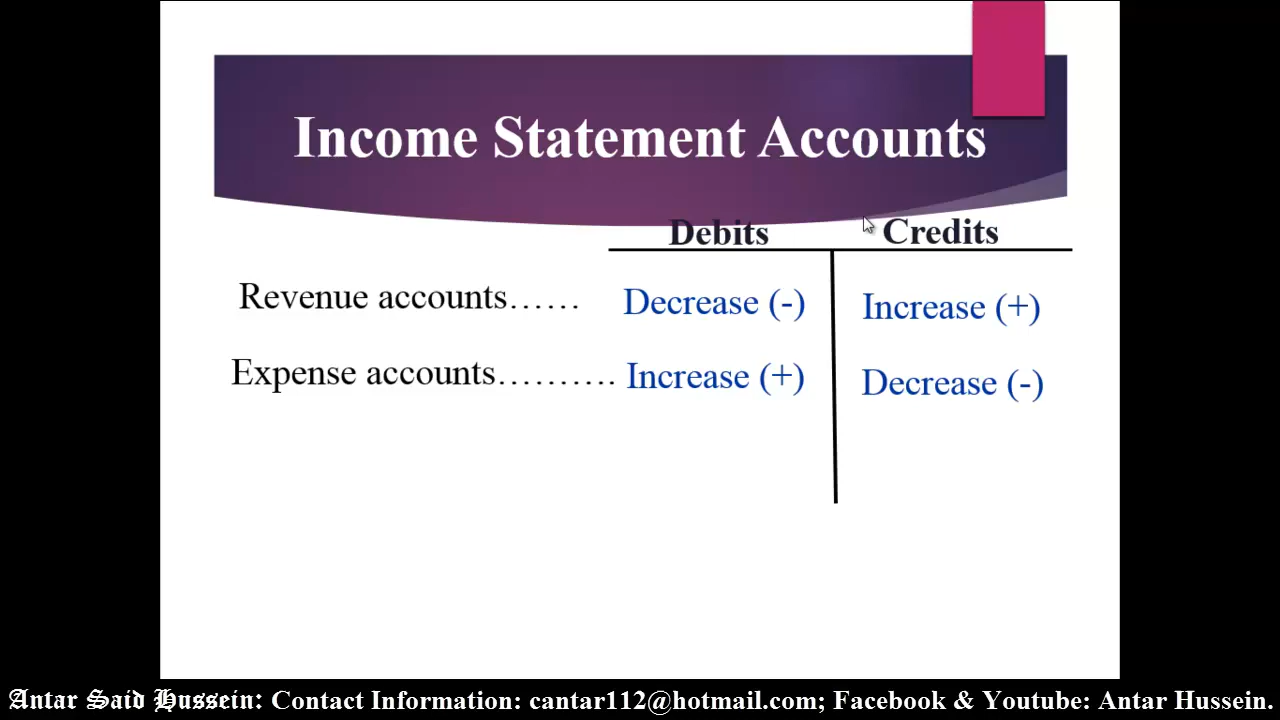 Income Statement Accounts
Debits Credits
Revenue accounts…… Decrease (-) Increase (+)
Expense accounts………. Increase (+) Decrease (-)
Antar Said Hussein: Contact Information: cantar112@hotmail.com; Facebook & Youtube: Antar Hussein.